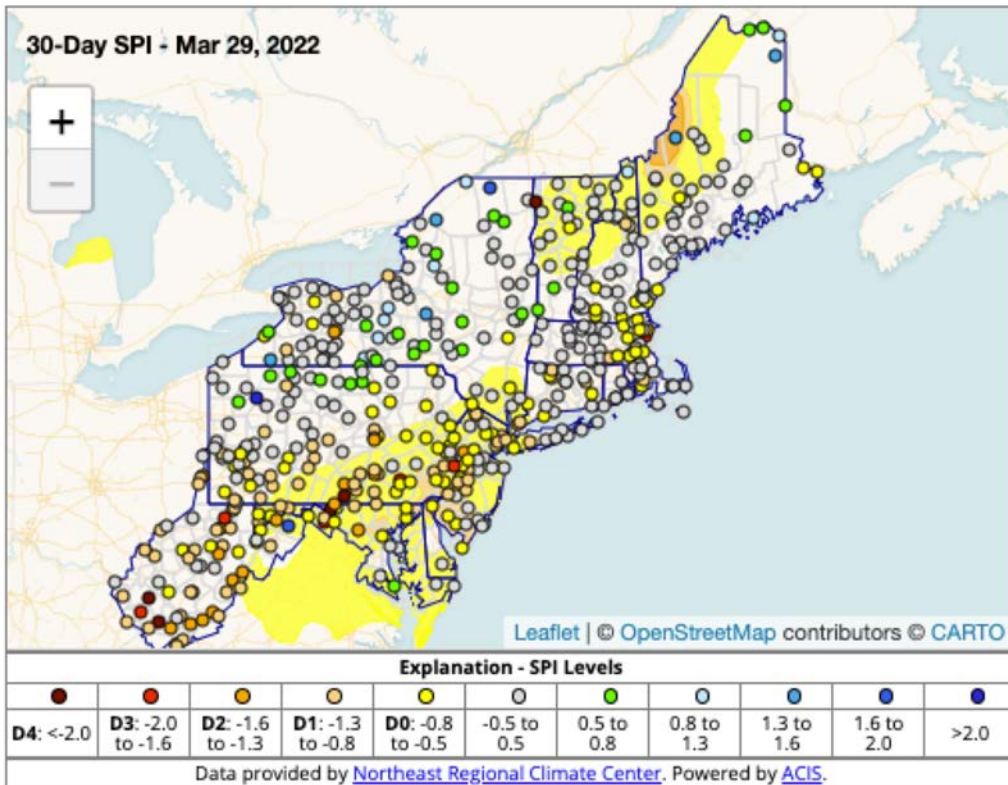 30-Day SPI - Mar 29, 2022
+
−
Leaflet | © OpenStreetMap contributors © CARTO
Explanation - SPI Levels
D4: <-2.0
D3: -2.0 to -1.6
D2: -1.6 to -1.3
D1: -1.3 to -0.8
D0: -0.8 to -0.5
-0.5 to 0.5
0.5 to 0.8
0.8 to 1.3
1.3 to 1.6
1.6 to 2.0
>2.0
Data provided by Northeast Regional Climate Center. Powered by ACIS.